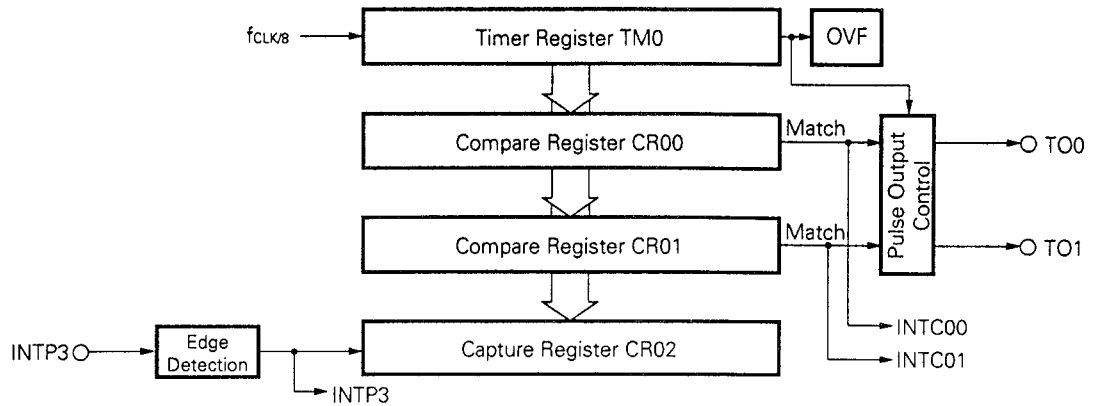 fCLK/8
Timer Register TM0
OVF
Compare Register CR00
Match
Pulse Output
Control
TO0
Compare Register CR01
Match
TO1
INTC00
INTP3
Edge
Detection
Capture Register CR02
INTC01
INTP3